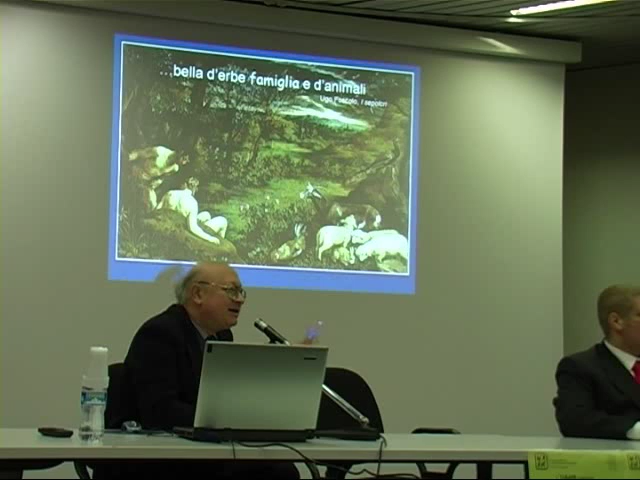 ...bella d'erbe famiglia e d'animali
Ugo Foscolo, I sepolcri